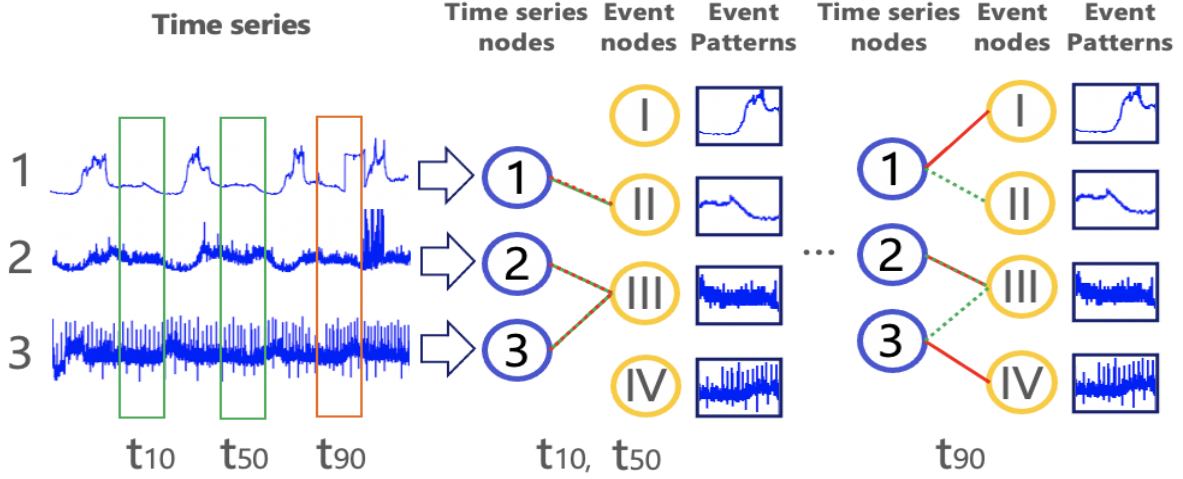 Time series
Time series nodes
Event nodes
Event Patterns
Time series nodes
Event nodes
Event Patterns
1
2
3
1
2
3
I
II
III
IV
...
1
2
3
I
II
III
IV
t10
t50
t90
t10, t50
t90